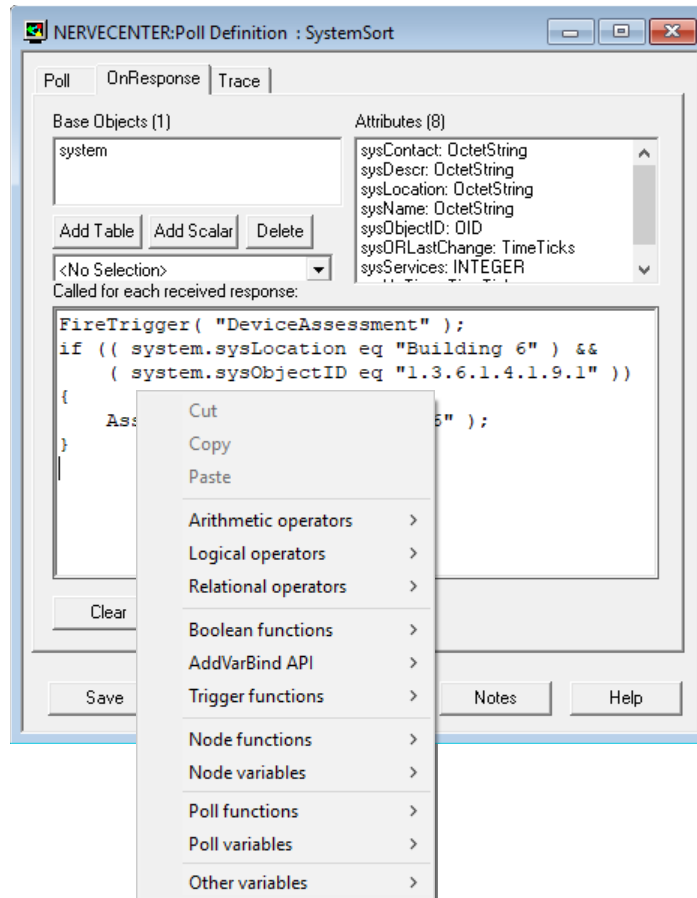 NERVECENTER:Poll Definition : SystemSort
Poll OnResponse Trace
Base Objects (1) Attributes (8)
system
sysContact: OctetString
sysDescr: OctetString
sysLocation: OctetString
sysName: OctetString
sysObjectID: OID
sysORLastChange: TimeTicks
sysServices: INTEGER
Add Table Add Scalar Delete
<No Selection>
Called for each received response:
FireTrigger( "DeviceAssessment" );
if (( system.sysLocation eq "Building 6" ) &&
( system.sysObjectID eq "1.3.6.1.4.1.9.1" ))
{
" );
}
Cut
Copy
Paste
Arithmetic operators
Logical operators
Relational operators
Boolean functions
AddVarBind API
Trigger functions
Node functions
Node variables
Poll functions
Poll variables
Other variables
Clear
Save Notes Help